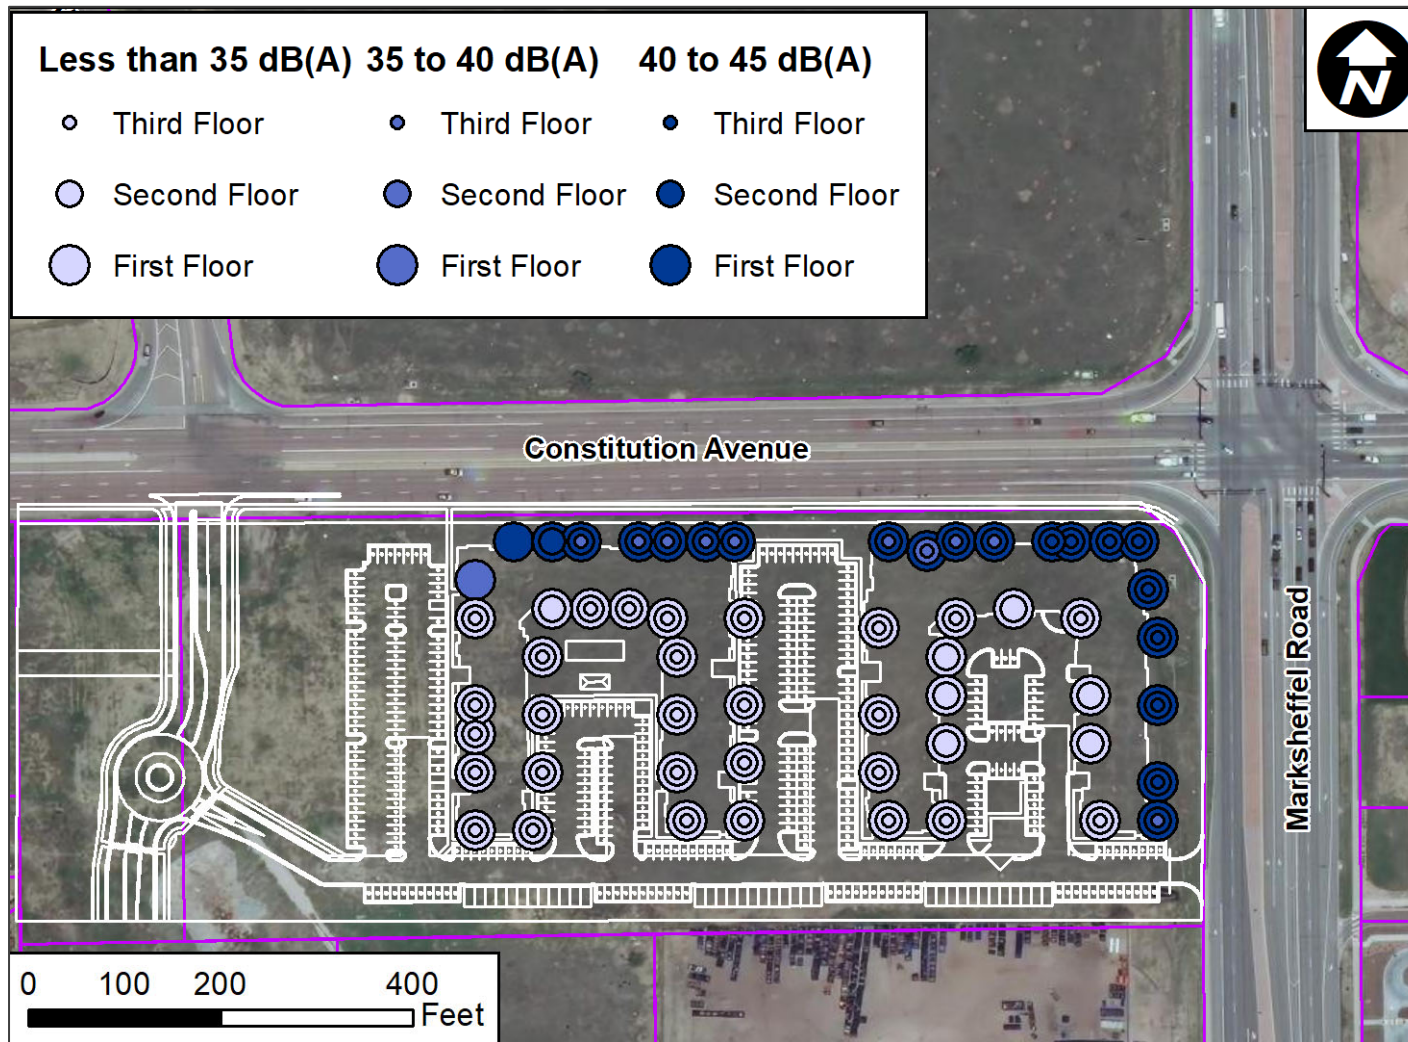 Less than 35 dB(A) 35 to 40 dB(A) 40 to 45 dB(A)
Third Floor Third Floor Third Floor
Second Floor Second Floor Second Floor
First Floor First Floor First Floor
N
Constitution Avenue
Marksheffel Road
0 100 200 400
Feet